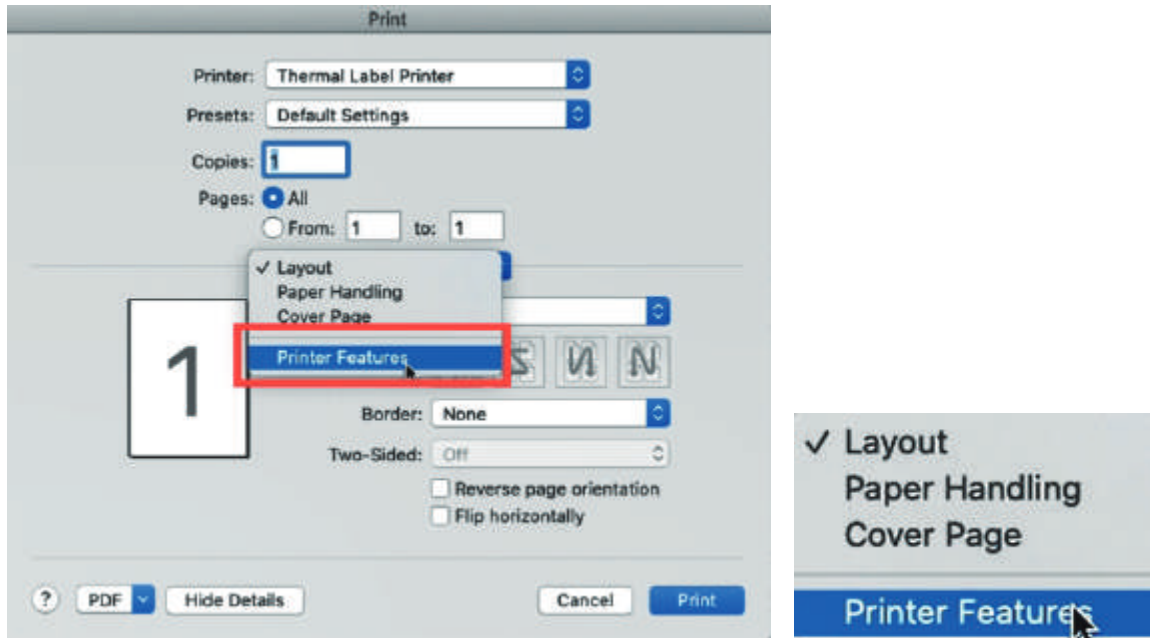 Print
Printer: Thermal Label Printer
Presets: Default Settings
Copies: 1
Pages: All
From: 1 to: 1
✓ Layout
Paper Handling
Cover Page
Printer Features
1
Border: None
Two-Sided: Off
Reverse page orientation
Flip horizontally
? PDF Hide Details Cancel Print
✓ Layout
Paper Handling
Cover Page
Printer Features